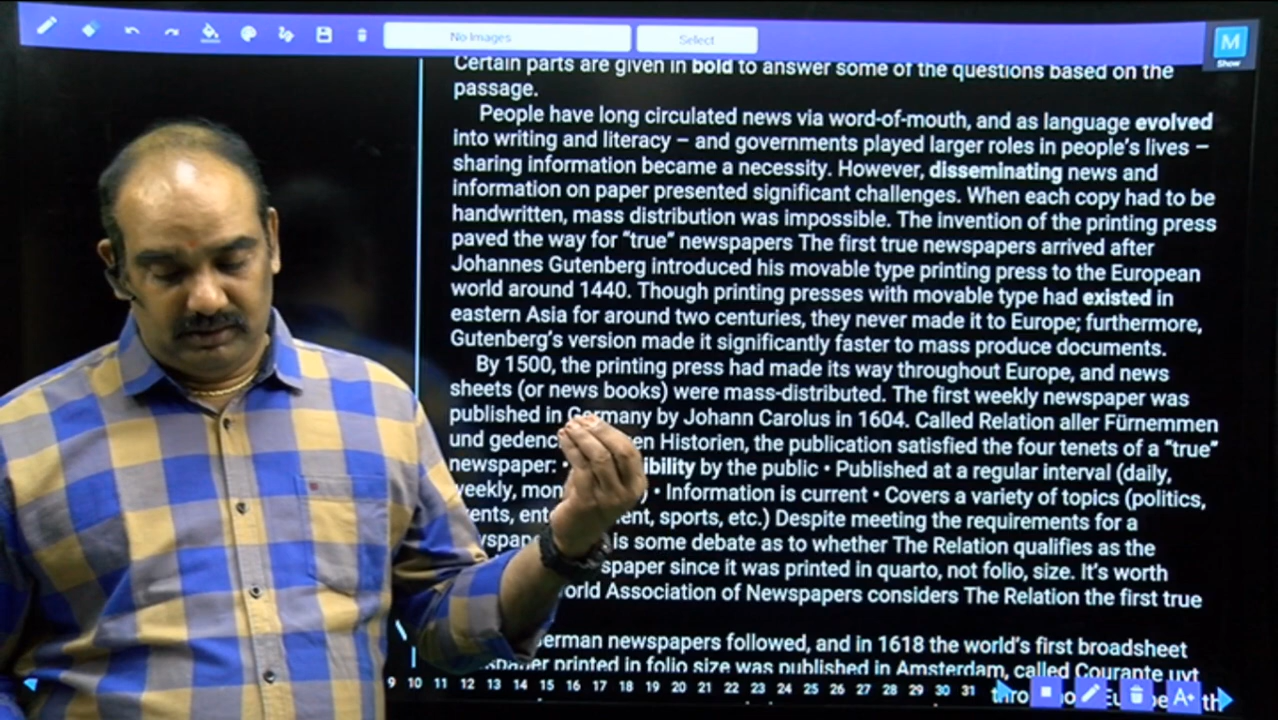 No Images
Select
M
Show
Certain parts are given in bold to answer some of the questions based on the
passage.
People have long circulated news via word-of-mouth, and as language evolved
into writing and literacy – and governments played larger roles in people's lives –
sharing information became a necessity. However, disseminating news and
information on paper presented significant challenges. When each copy had to be
handwritten, mass distribution was impossible. The invention of the printing press
paved the way for "true" newspapers The first true newspapers arrived after
Johannes Gutenberg introduced his movable type printing press to the European
world around 1440. Though printing presses with movable type had existed in
eastern Asia for around two centuries, they never made it to Europe; furthermore,
Gutenberg's version made it significantly faster to mass produce documents.
By 1500, the printing press had made its way throughout Europe, and news
sheets (or news books) were mass-distributed. The first weekly newspaper was
published in Germany by Johann Carolus in 1604. Called Relation aller Fürnemmen
und Historien, the publication satisfied the four tenets of a "true"
newspaper: • by the public • Published at a regular interval (daily,
weekly, • Information is current • Covers a variety of topics (politics,
sports, etc.) Despite meeting the requirements for a
is some debate as to whether The Relation qualifies as the
since it was printed in quarto, not folio, size. It's worth
Association of Newspapers considers The Relation the first true
newspapers followed, and in 1618 the world's first broadsheet
printed in folio size was published in Amsterdam, called Courante uyt
9 10 11 12 13 14 15 16 17 18 19 20 21 22 23 24 25 26 27 28 29 30 31
A+